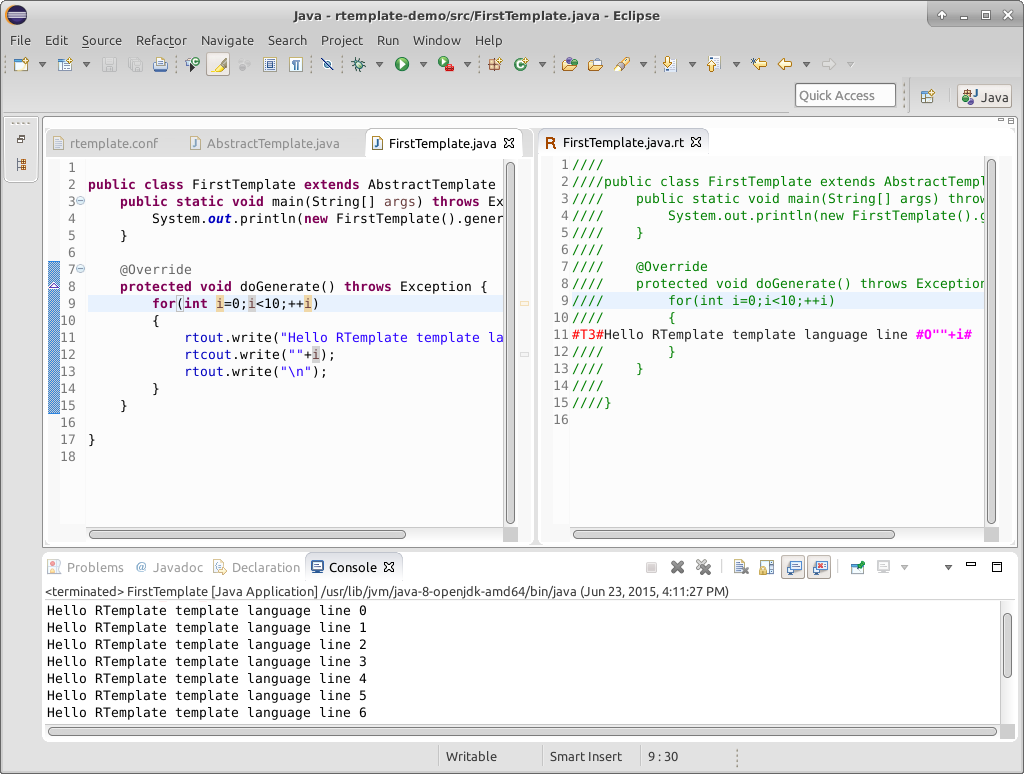 Java - rtemplate-demo/src/FirstTemplate.java - Eclipse
File Edit Source Refactor Navigate Search Project Run Window Help
Quick Access
Java
rtemplate.conf AbstractTemplate.java FirstTemplate.java
1
2 public class FirstTemplate extends AbstractTemplate
3 public static void main(String[] args) throws Ex
4 System.out.println(new FirstTemplate().gener
5 }
6
7 @Override
8 protected void doGenerate() throws Exception {
9 for(int i=0;i<10;++i)
10 {
11 rtout.write("Hello RTemplate template la
12 rtcout.write(""+i);
13 rtout.write("\n");
14 }
15 }
16
17 }
18
FirstTemplate.java.rt
1 ////
2 ////public class FirstTemplate extends AbstractTempl
3 //// public static void main(String[] args) throw
4 //// System.out.println(new FirstTemplate().g
5 //// }
6 ////
7 //// @Override
8 //// protected void doGenerate() throws Exception
9 //// for(int i=0;i<10;++i)
10 //// {
11 #T3#Hello RTemplate template language line #O""+i#
12 //// }
13 //// }
14 ////
15 ////}
16
Problems @ Javadoc Declaration Console
<terminated> FirstTemplate [Java Application] /usr/lib/jvm/java-8-openjdk-amd64/bin/java (Jun 23, 2015, 4:11:27 PM)
Hello RTemplate template language line 0
Hello RTemplate template language line 1
Hello RTemplate template language line 2
Hello RTemplate template language line 3
Hello RTemplate template language line 4
Hello RTemplate template language line 5
Hello RTemplate template language line 6
Writable Smart Insert 9 : 30